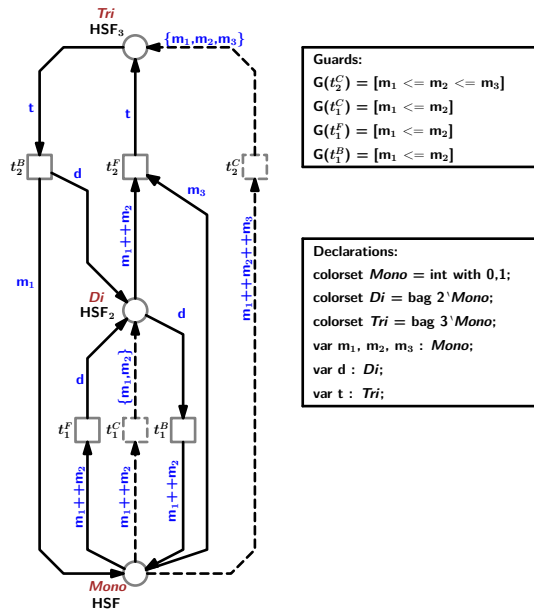 Tri
HSF₃
{m₁,m₂,m₃}
t
t
t₂ᴮ
d
t₂ᶠ
t₂ꟲ
m₃
m₁
m₁++m₂
m₁++m₂++m₃
Di
HSF₂
d
d
{m₁,m₂}
t₁ᶠ
t₁ꟲ
t₁ᴮ
m₁++m₂
m₁++m₂
m₁++m₂
Mono
HSF
Guards:
G(t₂ꟲ) = [m₁ <= m₂ <= m₃]
G(t₁ꟲ) = [m₁ <= m₂]
G(t₁ᶠ) = [m₁ <= m₂]
G(t₁ᴮ) = [m₁ <= m₂]
Declarations:
colorset Mono = int with 0,1;
colorset Di = bag 2`Mono;
colorset Tri = bag 3`Mono;
var m₁, m₂, m₃ : Mono;
var d : Di;
var t : Tri;